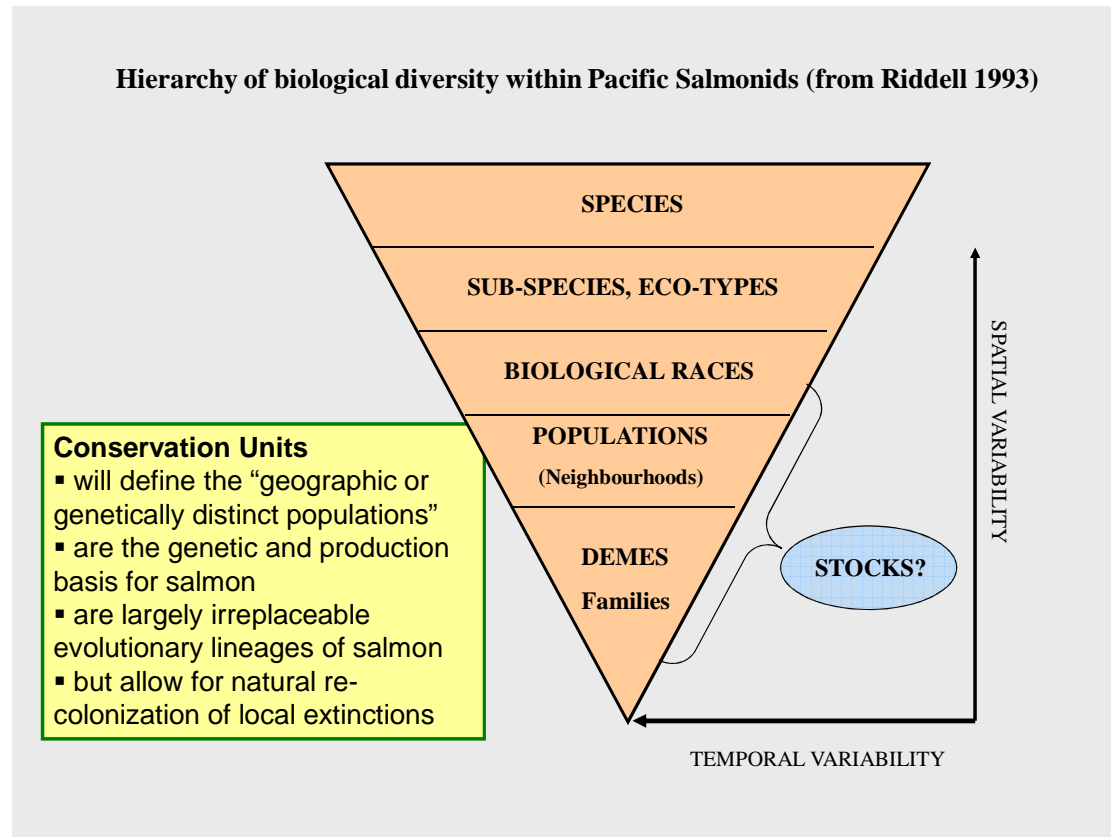 Hierarchy of biological diversity within Pacific Salmonids (from Riddell 1993)
SPECIES
SUB-SPECIES, ECO-TYPES
BIOLOGICAL RACES
POPULATIONS
(Neighbourhoods)
DEMES
Families
Conservation Units
▪ will define the “geographic or
genetically distinct populations”
▪ are the genetic and production
basis for salmon
▪ are largely irreplaceable
evolutionary lineages of salmon
▪ but allow for natural re-
colonization of local extinctions
STOCKS?
SPATIAL VARIABILITY
TEMPORAL VARIABILITY